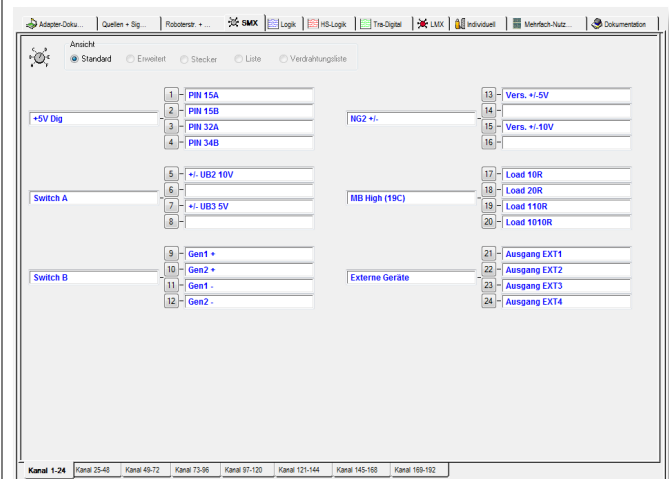 Adapter-Doku... Quellen + Sig... Roboterstr. + ... SMX Logik HS-Logik Tra-Digital LMX Individuell Mehrfach-Nutz... Dokumentation
Ansicht
Standard Erweitert Stecker Liste Verdrahtungsliste
+5V Dig
1 - PIN 15A
2 - PIN 15B
3 - PIN 32A
4 - PIN 34B
NG2 +/-
13 - Vers. +/-5V
14 -
15 - Vers. +/-10V
16 -
Switch A
5 - +/- UB2 10V
6 -
7 - +/- UB3 5V
8 -
MB High (19C)
17 - Load 10R
18 - Load 20R
19 - Load 110R
20 - Load 1010R
Switch B
9 - Gen1 +
10 - Gen2 +
11 - Gen1 -
12 - Gen2 -
Externe Geräte
21 - Ausgang EXT1
22 - Ausgang EXT2
23 - Ausgang EXT3
24 - Ausgang EXT4
Kanal 1-24 Kanal 25-48 Kanal 49-72 Kanal 73-96 Kanal 97-120 Kanal 121-144 Kanal 145-168 Kanal 169-192